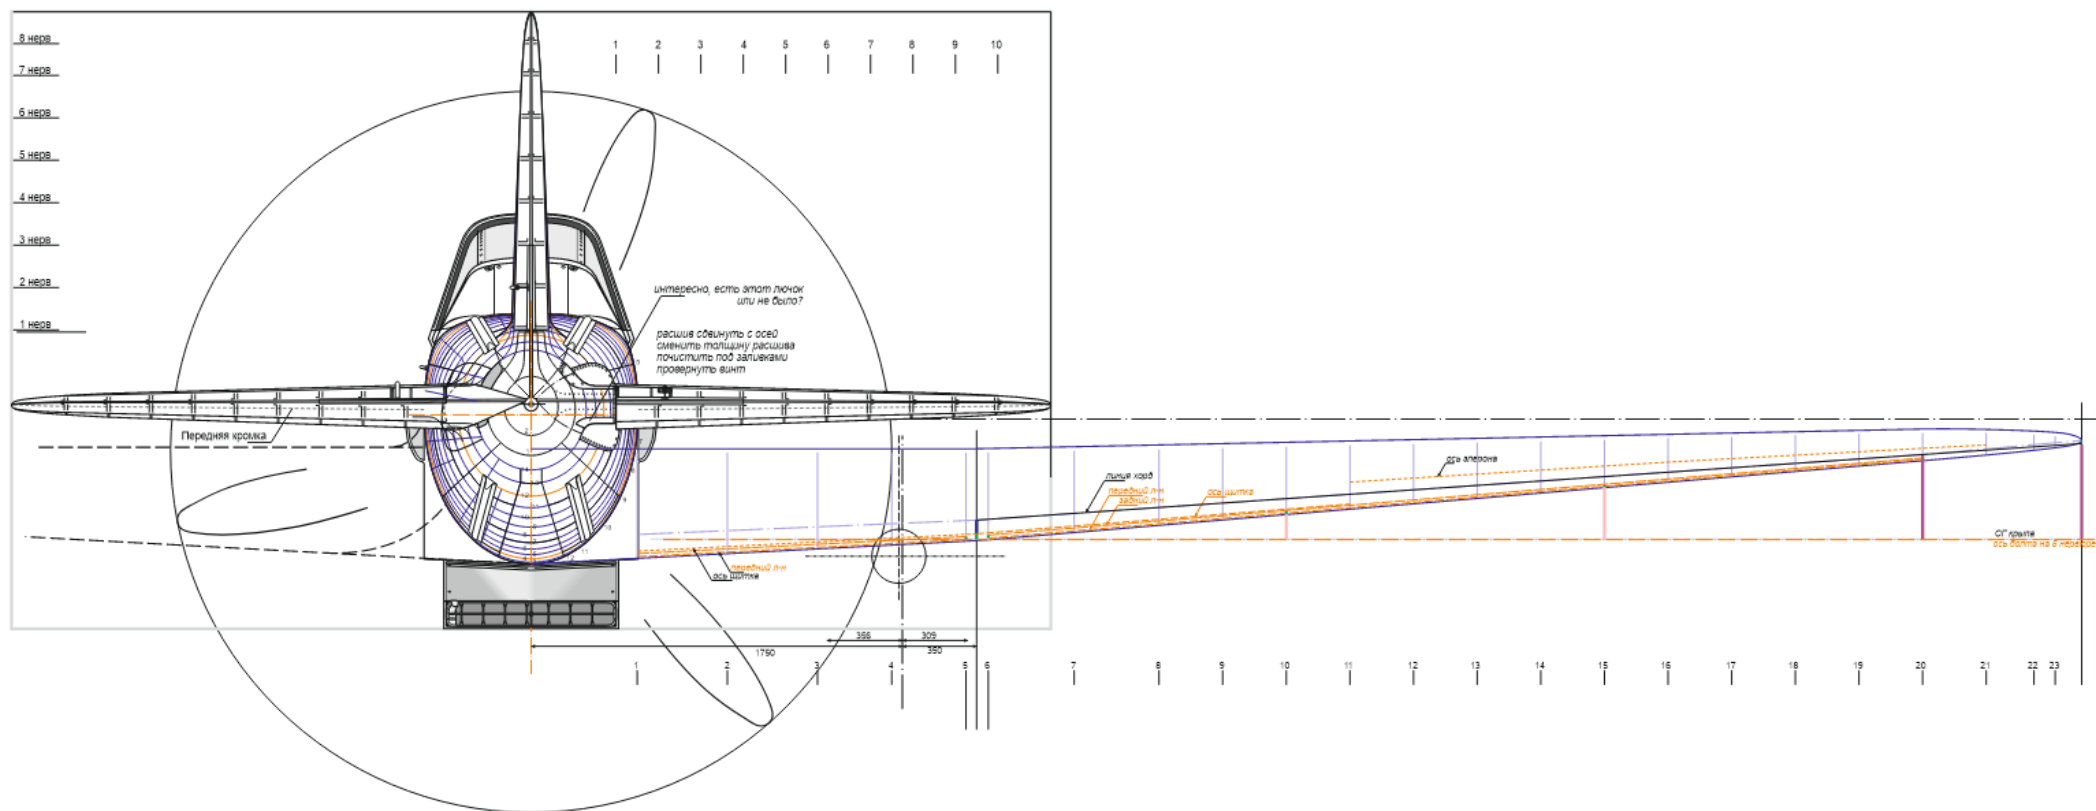 8 нерв
7 нерв
6 нерв
5 нерв
4 нерв
3 нерв
2 нерв
1 нерв
1 2 3 4 5 6 7 8 9 10
интересно, есть этот лючок
или не было?
расшив сдвинуть с осей
сменить толщину расшива
почистить под заливками
провернуть винт
Передняя кромка
линия хорд
передний л-н
задний л-н
ось щитка
ось алерона
СГ крыла
ось болта на 6 нервюре
передний л-н
ось щитка
366 309
1750 350
1 2 3 4 5 6 7 8 9 10 11 12 13 14 15 16 17 18 19 20 21 22 23